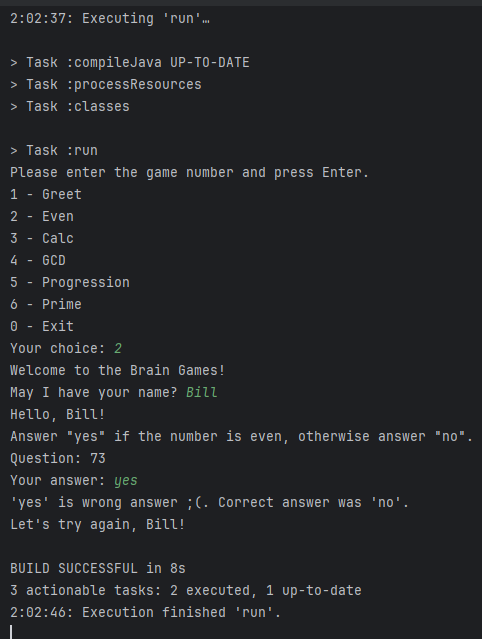 2:02:37: Executing 'run'…
> Task :compileJava UP-TO-DATE
> Task :processResources
> Task :classes
> Task :run
Please enter the game number and press Enter.
1 - Greet
2 - Even
3 - Calc
4 - GCD
5 - Progression
6 - Prime
0 - Exit
Your choice: 2
Welcome to the Brain Games!
May I have your name? Bill
Hello, Bill!
Answer "yes" if the number is even, otherwise answer "no".
Question: 73
Your answer: yes
'yes' is wrong answer ;(. Correct answer was 'no'.
Let's try again, Bill!
BUILD SUCCESSFUL in 8s
3 actionable tasks: 2 executed, 1 up-to-date
2:02:46: Execution finished 'run'.